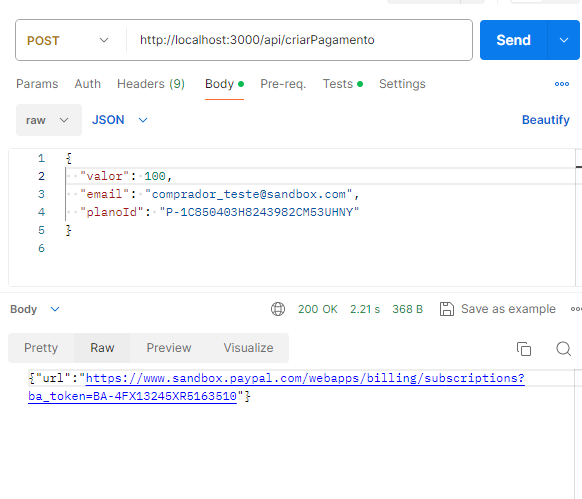 POST http://localhost:3000/api/criarPagamento Send
Params Auth Headers (9) Body Pre-req. Tests Settings
raw JSON Beautify
1 {
2 "valor": 100,
3 "email": "comprador_teste@sandbox.com",
4 "planoId": "P-1C850403H8243982CM53UHNY"
5 }
6
Body 200 OK 2.21 s 368 B Save as example
Pretty Raw Preview Visualize
{"url":"https://www.sandbox.paypal.com/webapps/billing/subscriptions?
ba_token=BA-4FX13245XR5163510"}